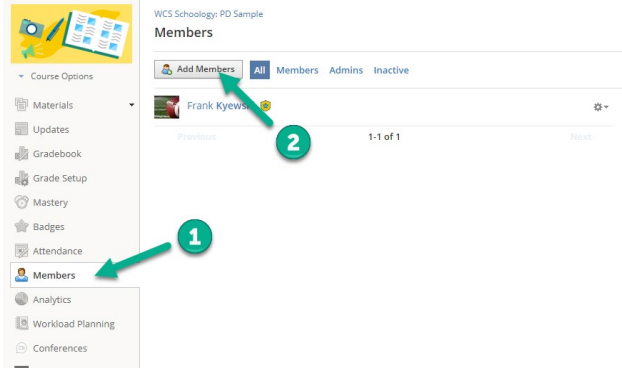 WCS Schoology: PD Sample
Members
Add Members All Members Admins Inactive
Frank Kyewsk
Previous 1-1 of 1 Next
Course Options
Materials
Updates
Gradebook
Grade Setup
Mastery
Badges
Attendance
Members
Analytics
Workload Planning
Conferences
1
2